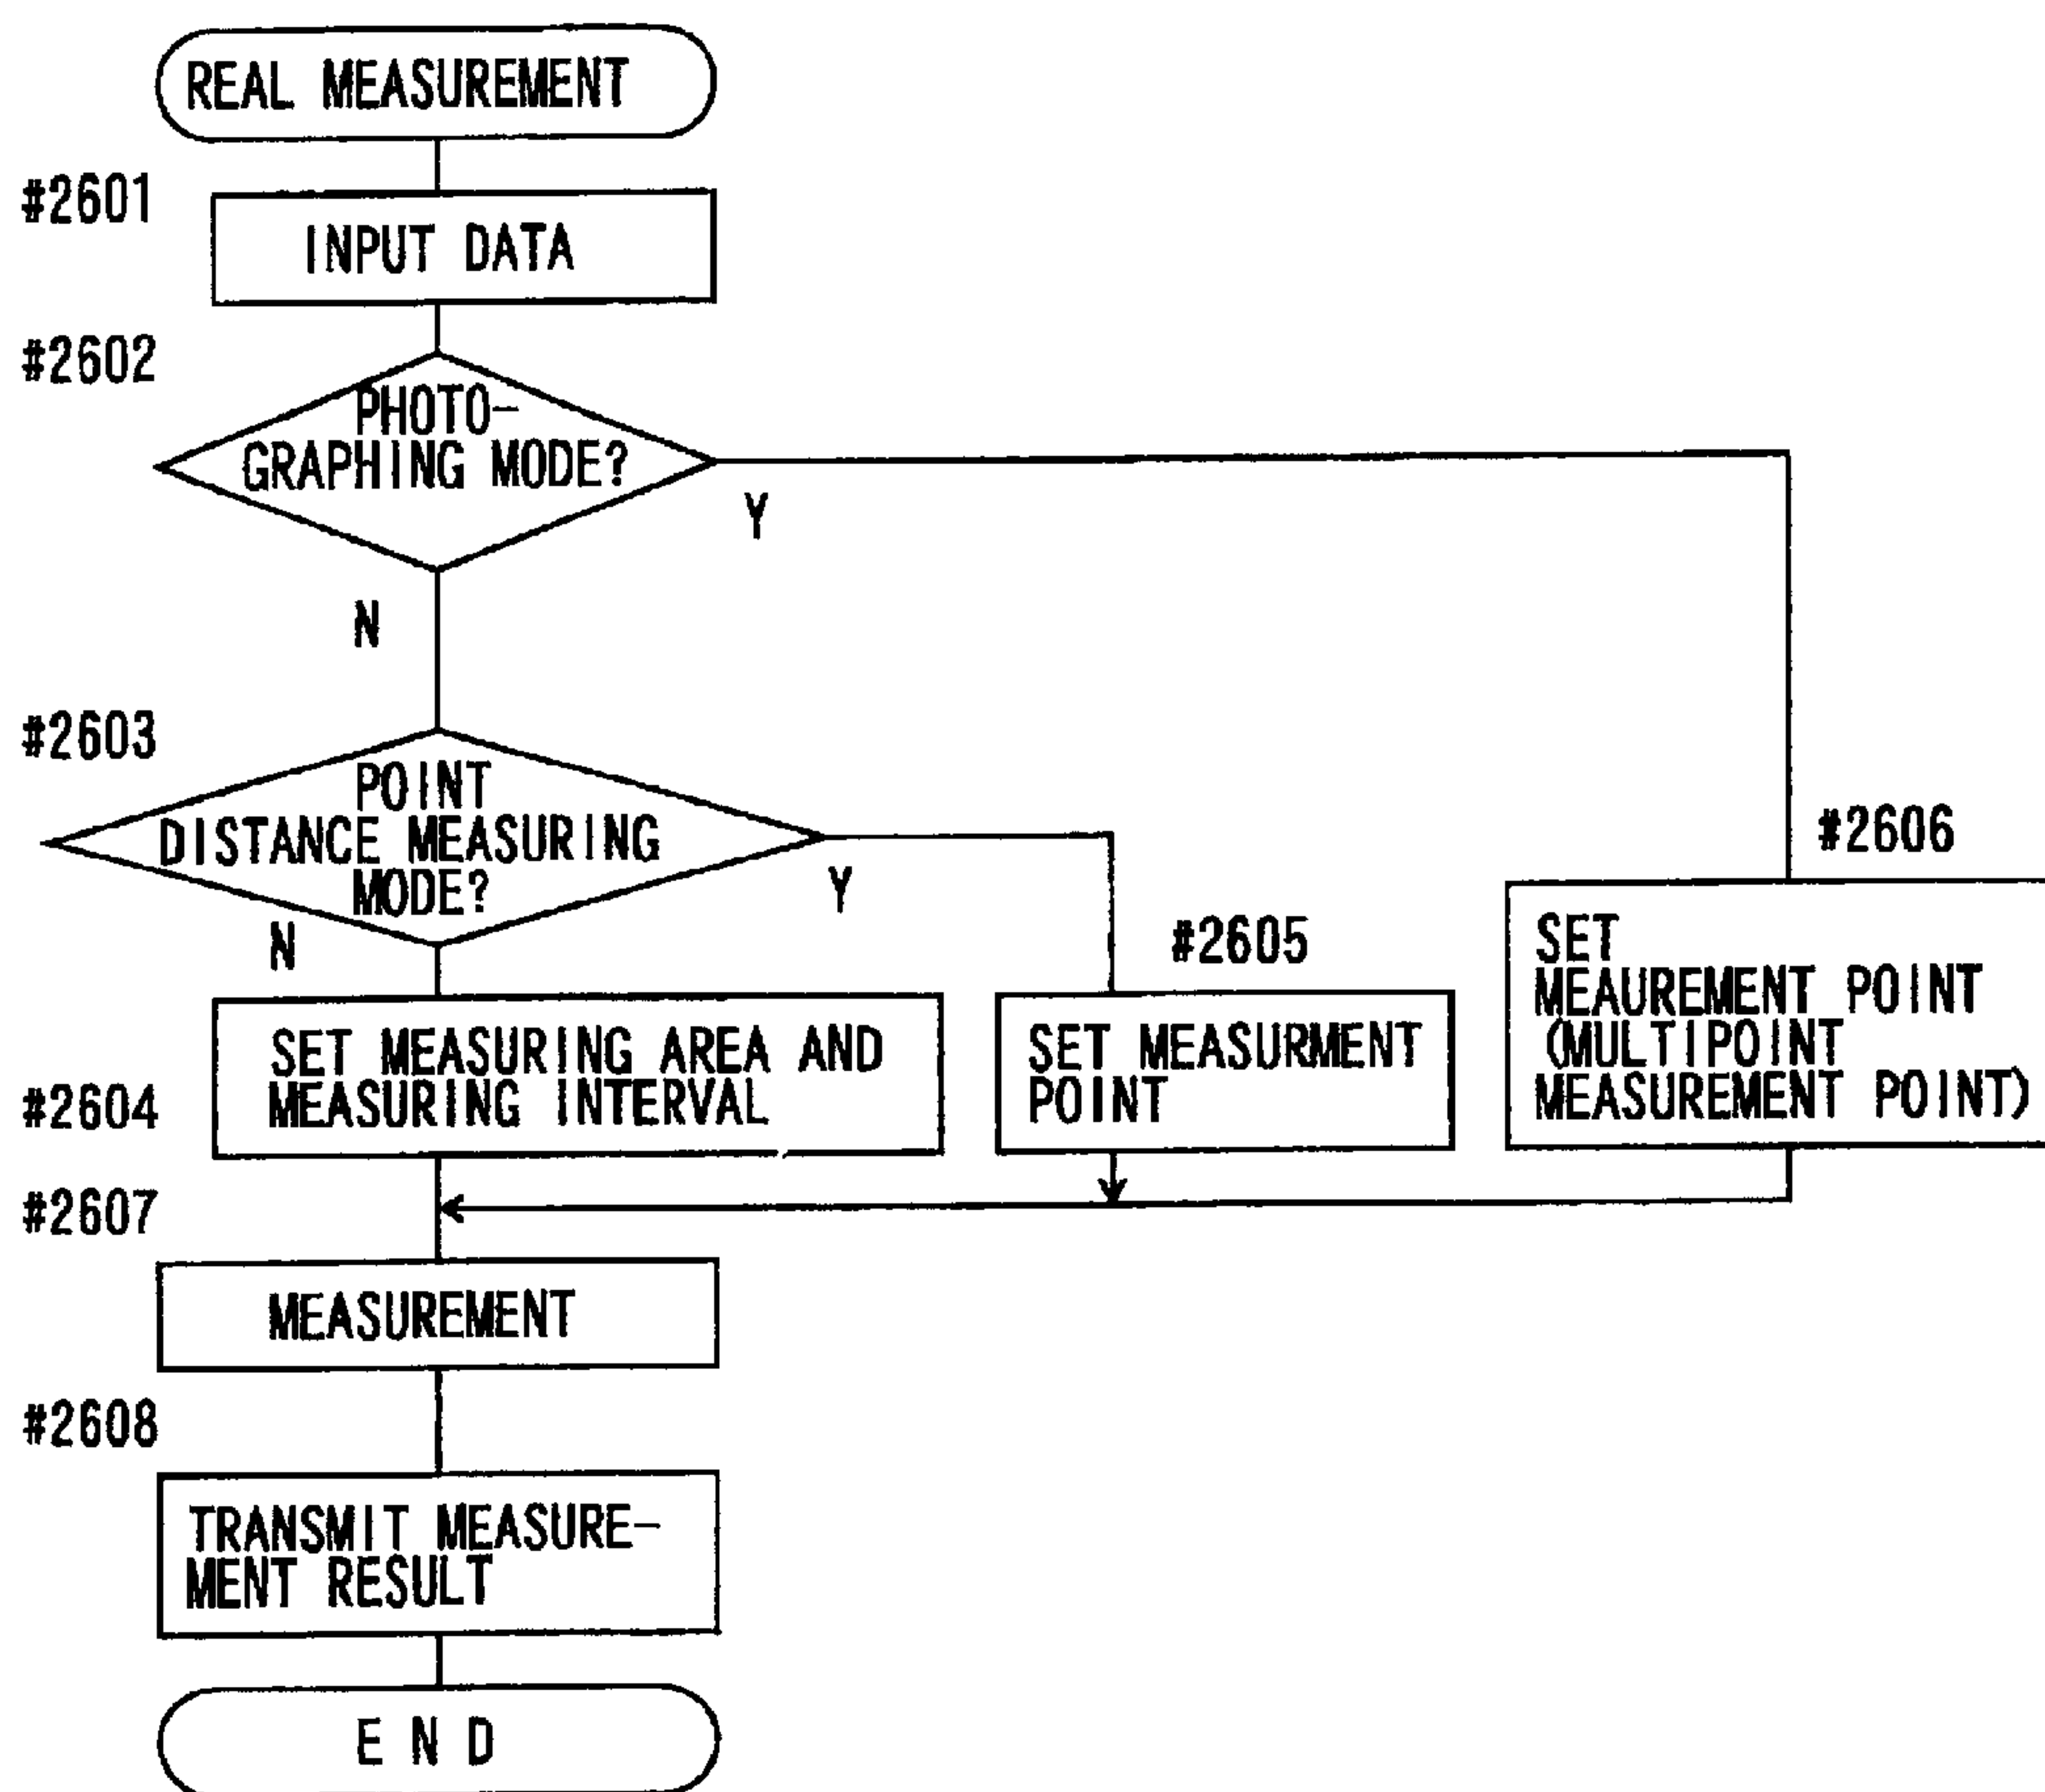 REAL MEASUREMENT
#2601
INPUT DATA
#2602
PHOTO-
GRAPHING MODE?
Y
N
#2603
POINT
DISTANCE MEASURING
MODE?
Y
N
#2604
SET MEASURING AREA AND
MEASURING INTERVAL
#2605
SET MEASURMENT
POINT
#2606
SET
MEAUREMENT POINT
(MULTIPOINT
MEASUREMENT POINT)
#2607
MEASUREMENT
#2608
TRANSMIT MEASURE-
MENT RESULT
E N D